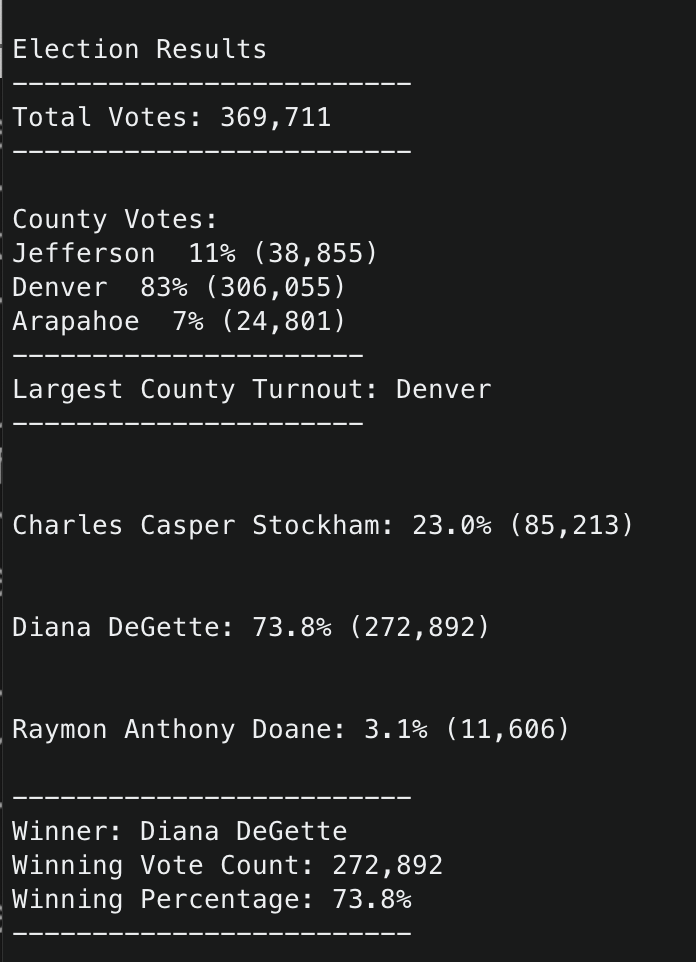 Election Results
-------------------------
Total Votes: 369,711
-------------------------
County Votes:
Jefferson  11% (38,855)
Denver  83% (306,055)
Arapahoe  7% (24,801)
----------------------
Largest County Turnout: Denver
----------------------
Charles Casper Stockham: 23.0% (85,213)
Diana DeGette: 73.8% (272,892)
Raymon Anthony Doane: 3.1% (11,606)
-------------------------
Winner: Diana DeGette
Winning Vote Count: 272,892
Winning Percentage: 73.8%
-------------------------